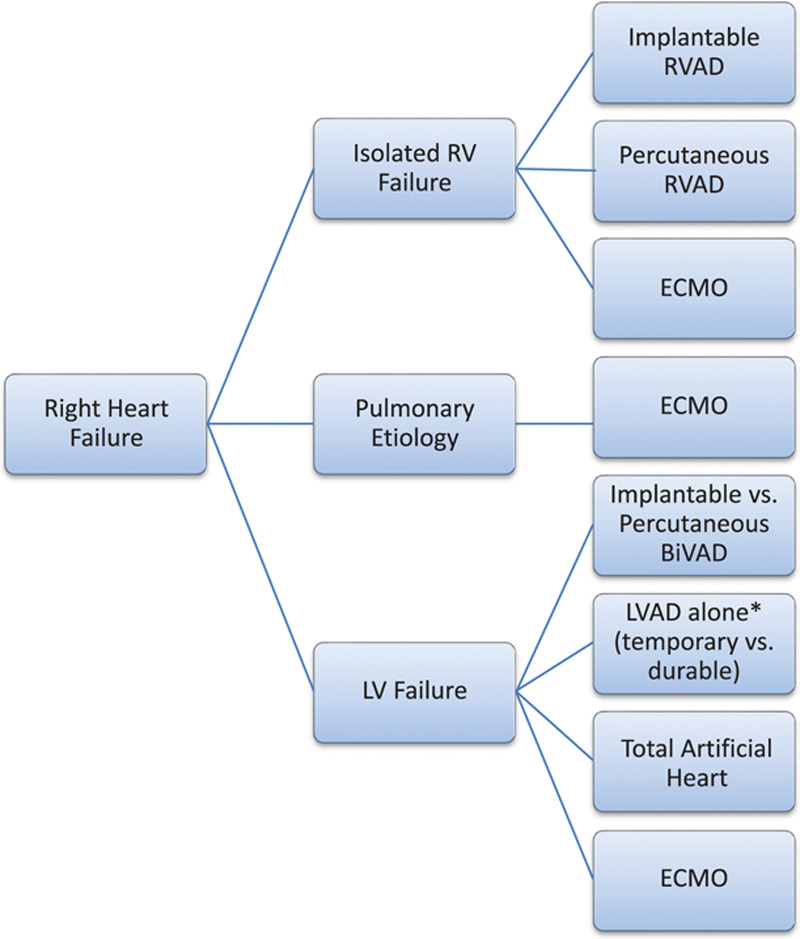 Right Heart
Failure
Isolated RV
Failure
Implantable
RVAD
Percutaneous
RVAD
ECMO
Pulmonary
Etiology
ECMO
LV Failure
Implantable vs.
Percutaneous
BiVAD
LVAD alone*
(temporary vs.
durable)
Total Artificial
Heart
ECMO